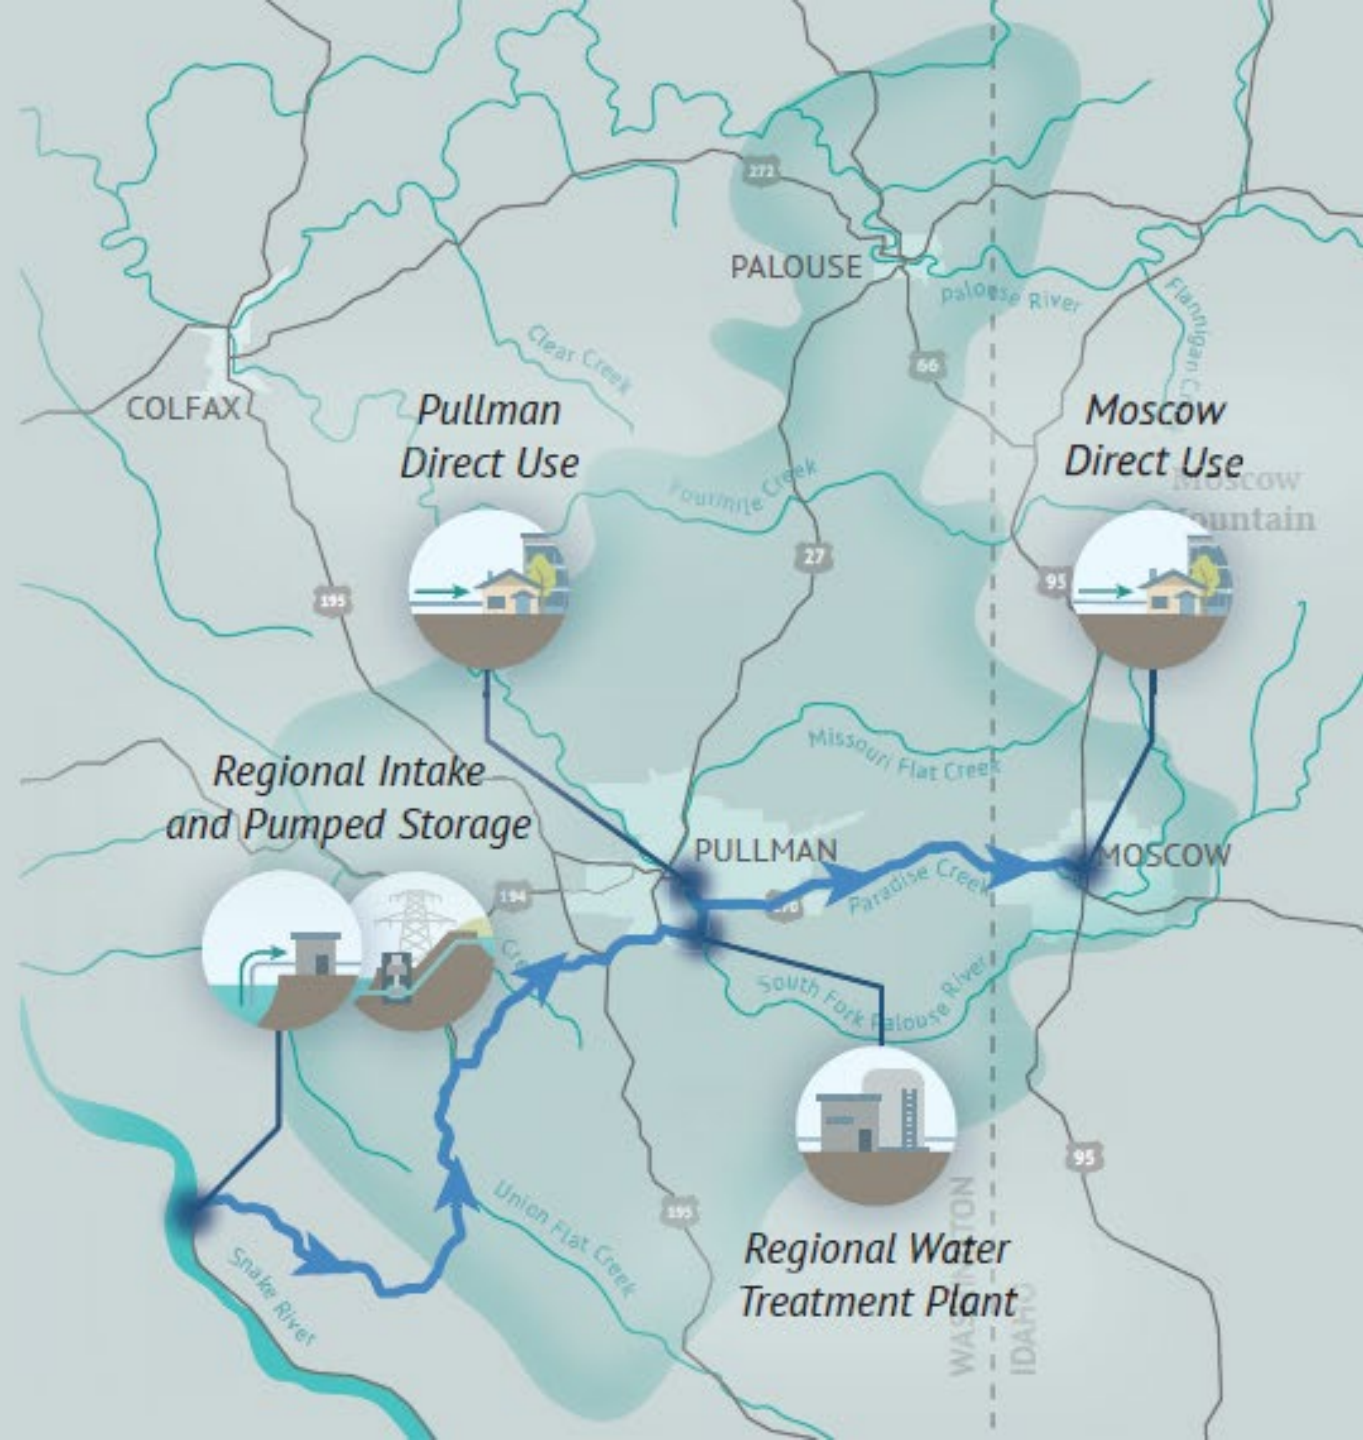 272
PALOUSE
Palouse River
Flannigan C
66
Clear Creek
COLFAX
Pullman
Direct Use
Moscow
Direct Use
Moscow
Mountain
Fourmile Creek
27
95
195
Missouri Flat Creek
Regional Intake
and Pumped Storage
PULLMAN
MOSCOW
Paradise Creek
194
Cre
South Fork Palouse River
95
Union Flat Creek
195
Snake River
Regional Water
Treatment Plant
WASHINGTON
IDAHO